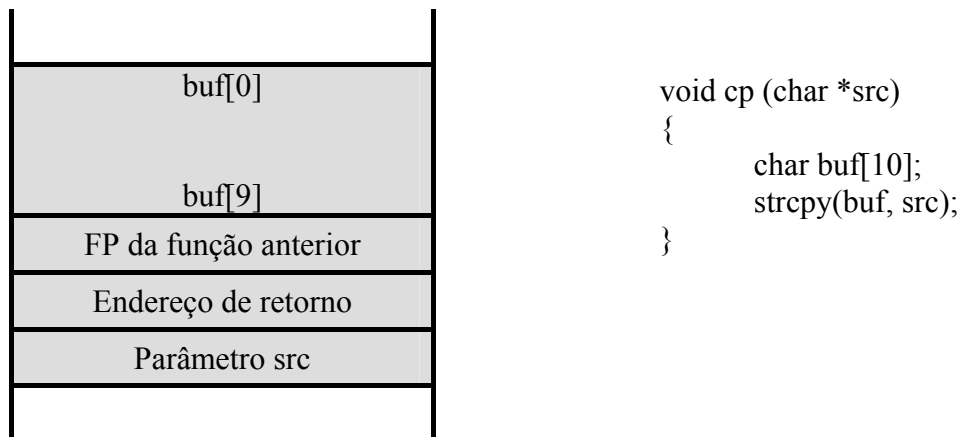 buf[0]
buf[9]
FP da função anterior
Endereço de retorno
Parâmetro src
void cp (char *src)
{
char buf[10];
strcpy(buf, src);
}